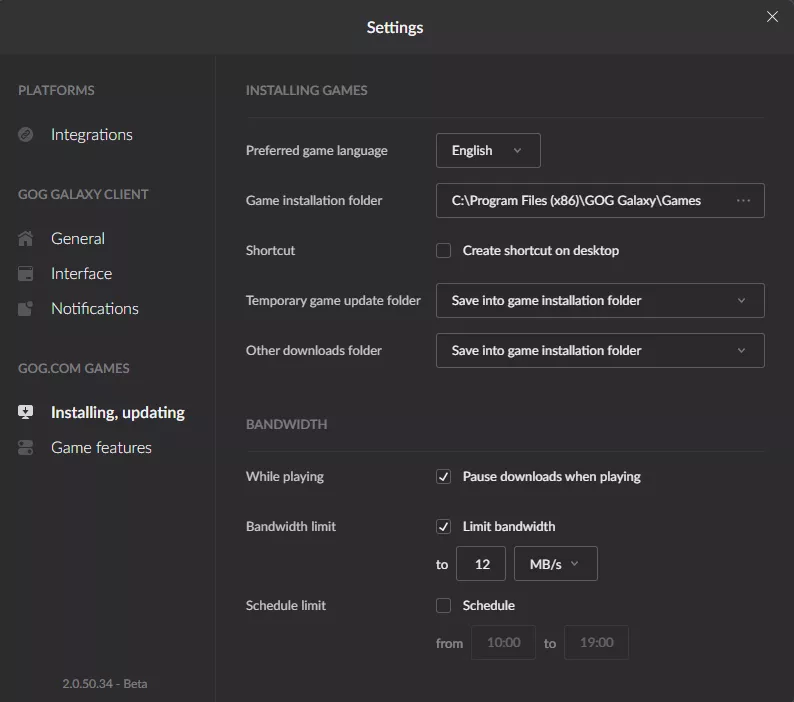 Settings
PLATFORMS
Integrations
GOG GALAXY CLIENT
General
Interface
Notifications
GOG.COM GAMES
Installing, updating
Game features
2.0.50.34 - Beta
INSTALLING GAMES
Preferred game language English
Game installation folder C:\Program Files (x86)\GOG Galaxy\Games ...
Shortcut Create shortcut on desktop
Temporary game update folder Save into game installation folder
Other downloads folder Save into game installation folder
BANDWIDTH
While playing Pause downloads when playing
Bandwidth limit Limit bandwidth
to 12 MB/s
Schedule limit Schedule
from 10:00 to 19:00